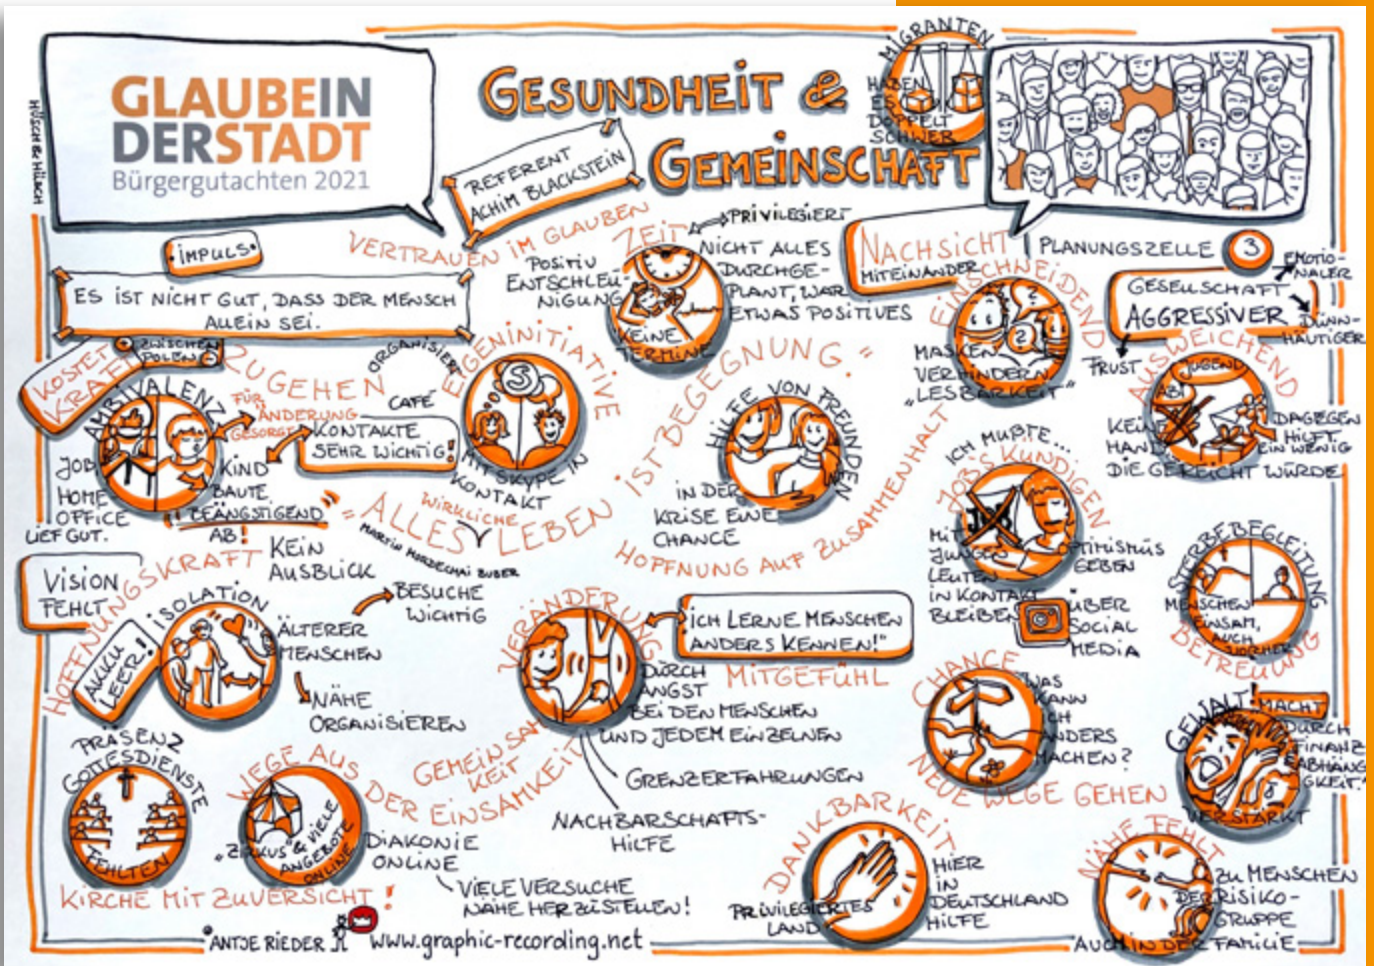 HÜSCH & HÜBSCH
GLAUBEIN
DERSTADT
Bürgergutachten 2021
GESUNDHEIT &
GEMEINSCHAFT
REFERENT
ACHIM BLACKSTEIN
MIGRANTEN
HABEN
ES
DOPPELT
SCHWER
PLANUNGSZELLE 3
IMPULS
ES IST NICHT GUT, DASS DER MENSCH
ALLEIN SEI.
VERTRAUEN IM GLAUBEN
POSITIV
ENTSCHLEU-
NIGUNG
ZEIT
KEINE
TERMINE
PRIVILEGIERT
NICHT ALLES
DURCHGE-
PLANT, WAR
ETWAS POSITIVES
NACHSICHT
MITEINANDER
EINSCHNEIDEND
MASKEN
VERHINDERN
„LESBARKEIT"
GESELLSCHAFT
AGGRESSIVER
EMOTIO-
NALER
DÜNN-
HÄUTIGER
FRUST
AUSWEICHEND
JUGEND
ABI
KEINE
HAND
DIE GEREICHT WÜRDE
DAGEGEN
HILFT
EIN WENIG
KOSTET
KRAFT
ZWISCHEN
POLEN
AMBIVALENZ
JOB
HOME
OFFICE
LIEF GUT.
ZUGEHEN
FÜR
ÄNDERUNG
GESORGT
KIND
BAUTE
BEÄNGSTIGEND
AB!
ORGANISIERE
CAFÉ
KONTAKTE
SEHR WICHTIG!
EIGENINITIATIVE
S
MIT SKYPE IN
KONTAKT
„ALLES WIRKLICHE LEBEN IST BEGEGNUNG."
MARTIN MORDECHAI BUBER
HILFE VON FREUNDEN
IN DER
KRISE EINE
CHANCE
HOFFNUNG AUF ZUSAMMENHALT
ICH MUßTE...
JOBS KÜNDIGEN
JOB
MIT
JUNGEN
LEUTEN
IN KONTAKT
BLEIBEN
OPTIMISMUS
GEBEN
ÜBER
SOCIAL
MEDIA
STERBEBEGLEITUNG
MENSCHEN
EINSAM,
AUCH
VORHER
BETREUUNG
VISION
FEHLT
HOFFNUNGSKRAFT
KEIN
AUSBLICK
AKKU
LEER!
ISOLATION
ÄLTERER
MENSCHEN
BESUCHE
WICHTIG
NÄHE
ORGANISIEREN
VERÄNDERUNG
„ICH LERNE MENSCHEN
ANDERS KENNEN!"
MITGEFÜHL
DURCH
ANGST
BEI DEN MENSCHEN
UND JEDEM EINZELNEN
GRENZERFAHRUNGEN
NACHBARSCHAFTS-
HILFE
CHANCE
WAS
KANN
ICH
ANDERS
MACHEN?
NEUE WEGE GEHEN
GEWALT!
MACHT
DURCH
FINANZ
ABHÄNG
GKEIT!
VERSTÄRKT
PRÄSENZ
GOTTESDIENSTE
FEHLTEN
WEGE AUS DER EINSAMKEIT
GEMEINSAM
KEIT
„ZIRKUS" & VIELE
ANGEBOTE
ONLINE
DIAKONIE
ONLINE
VIELE VERSUCHE
NÄHE HERZUSTELLEN!
KIRCHE MIT ZUVERSICHT!
DANKBARKEIT
PRIVILEGIERTES
LAND
HIER
IN
DEUTSCHLAND
HILFE
NÄHE FEHLT
ZU MENSCHEN
DER RISIKO-
GRUPPE
AUCH IN DER FAMILIE
ANTJE RIEDER
www.graphic-recording.net